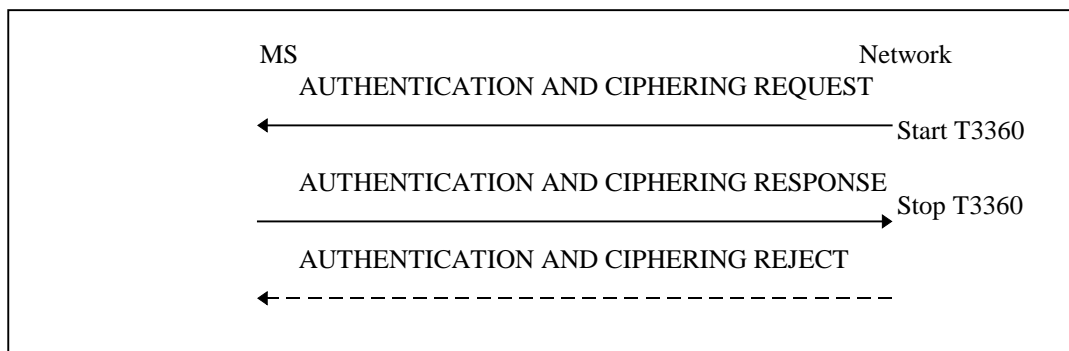 MS Network
AUTHENTICATION AND CIPHERING REQUEST
Start T3360
AUTHENTICATION AND CIPHERING RESPONSE
Stop T3360
AUTHENTICATION AND CIPHERING REJECT